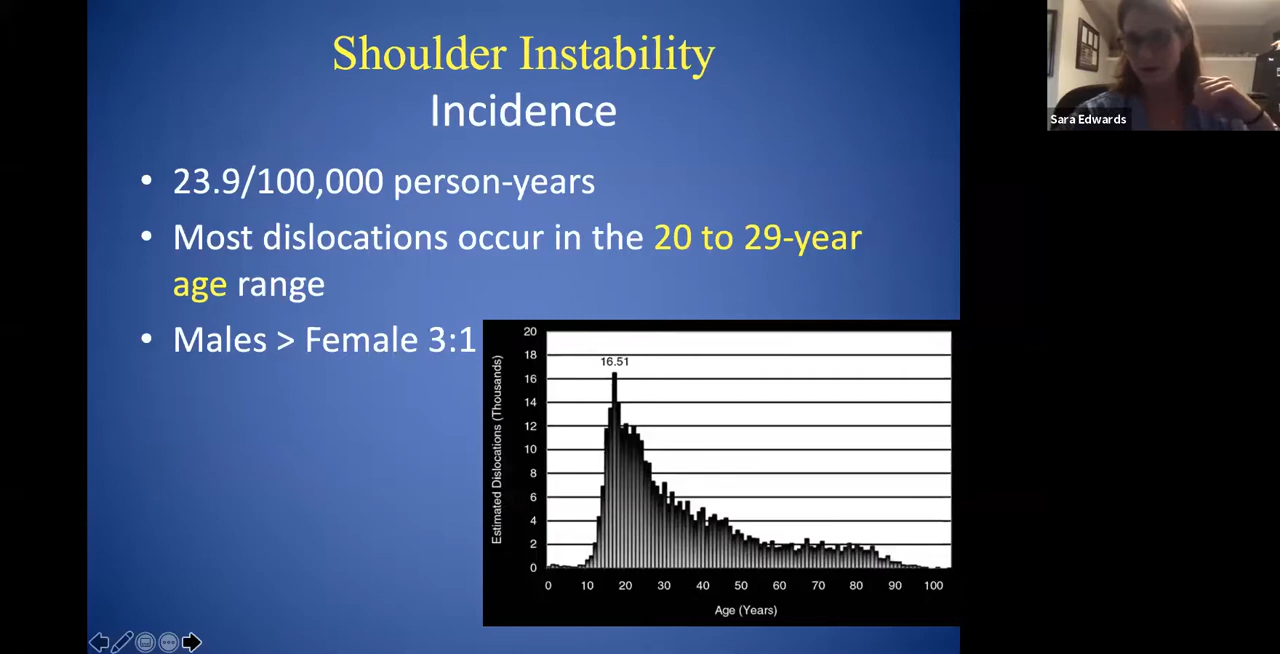 Shoulder Instability
Incidence
• 23.9/100,000 person-years
• Most dislocations occur in the 20 to 29-year
age range
• Males > Female 3:1
Sara Edwards
Estimated Dislocations (Thousands)
20
18
16
14
12
10
8
6
4
2
0
16.51
0 10 20 30 40 50 60 70 80 90 100
Age (Years)